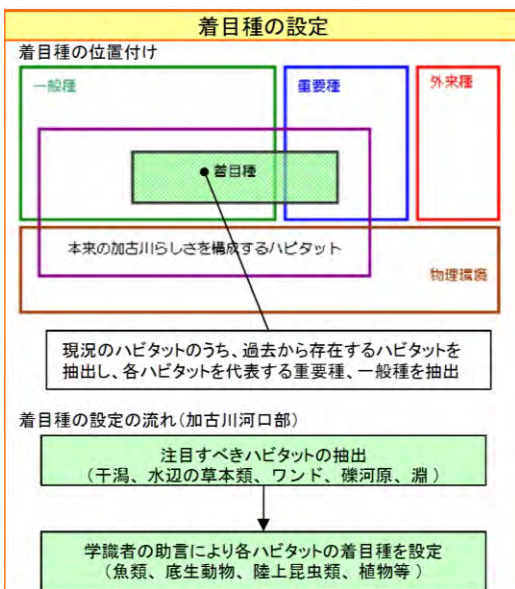 着目種の設定
着目種の位置付け
一般種
重要種
外来種
着目種
本来の加古川らしさを構成するハビタット
物理環境
現況のハビタットのうち、過去から存在するハビタットを
抽出し、各ハビタットを代表する重要種、一般種を抽出
着目種の設定の流れ(加古川河口部)
注目すべきハビタットの抽出
(干潟、水辺の草本類、ワンド、礫河原、淵)
学識者の助言により各ハビタットの着目種を設定
(魚類、底生動物、陸上昆虫類、植物等)